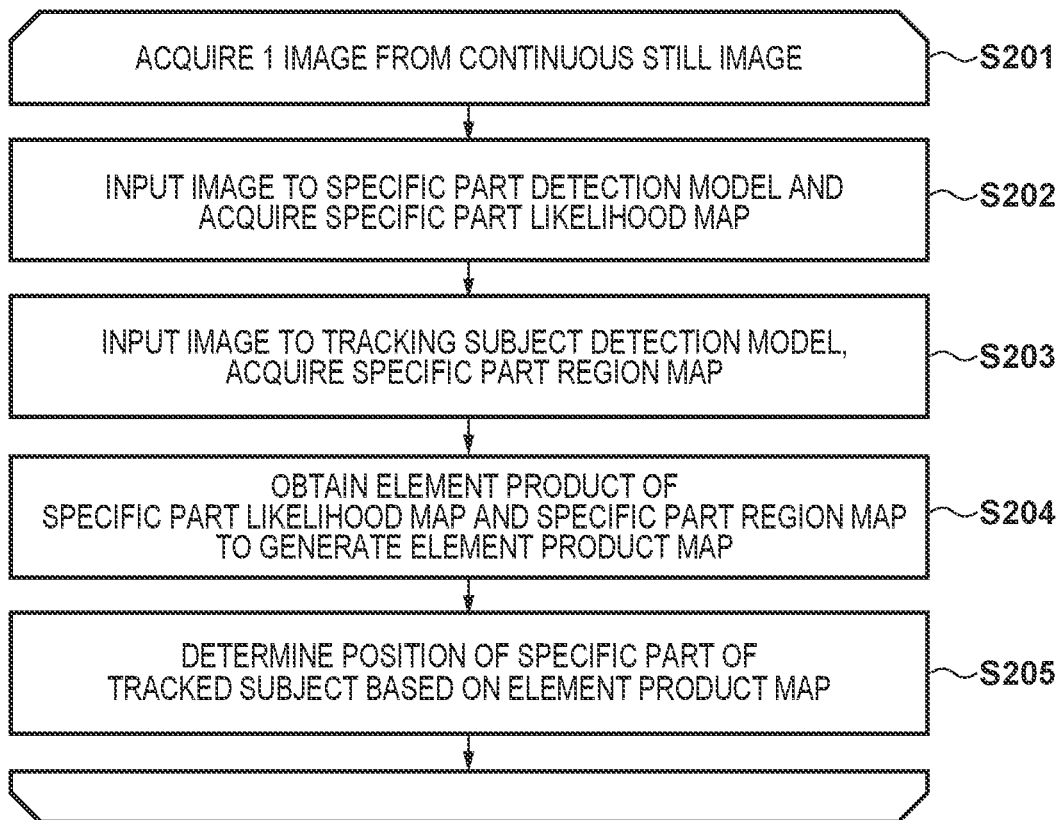 ACQUIRE 1 IMAGE FROM CONTINUOUS STILL IMAGE
S201
INPUT IMAGE TO SPECIFIC PART DETECTION MODEL AND
ACQUIRE SPECIFIC PART LIKELIHOOD MAP
S202
INPUT IMAGE TO TRACKING SUBJECT DETECTION MODEL,
ACQUIRE SPECIFIC PART REGION MAP
S203
OBTAIN ELEMENT PRODUCT OF
SPECIFIC PART LIKELIHOOD MAP AND SPECIFIC PART REGION MAP
TO GENERATE ELEMENT PRODUCT MAP
S204
DETERMINE POSITION OF SPECIFIC PART OF
TRACKED SUBJECT BASED ON ELEMENT PRODUCT MAP
S205